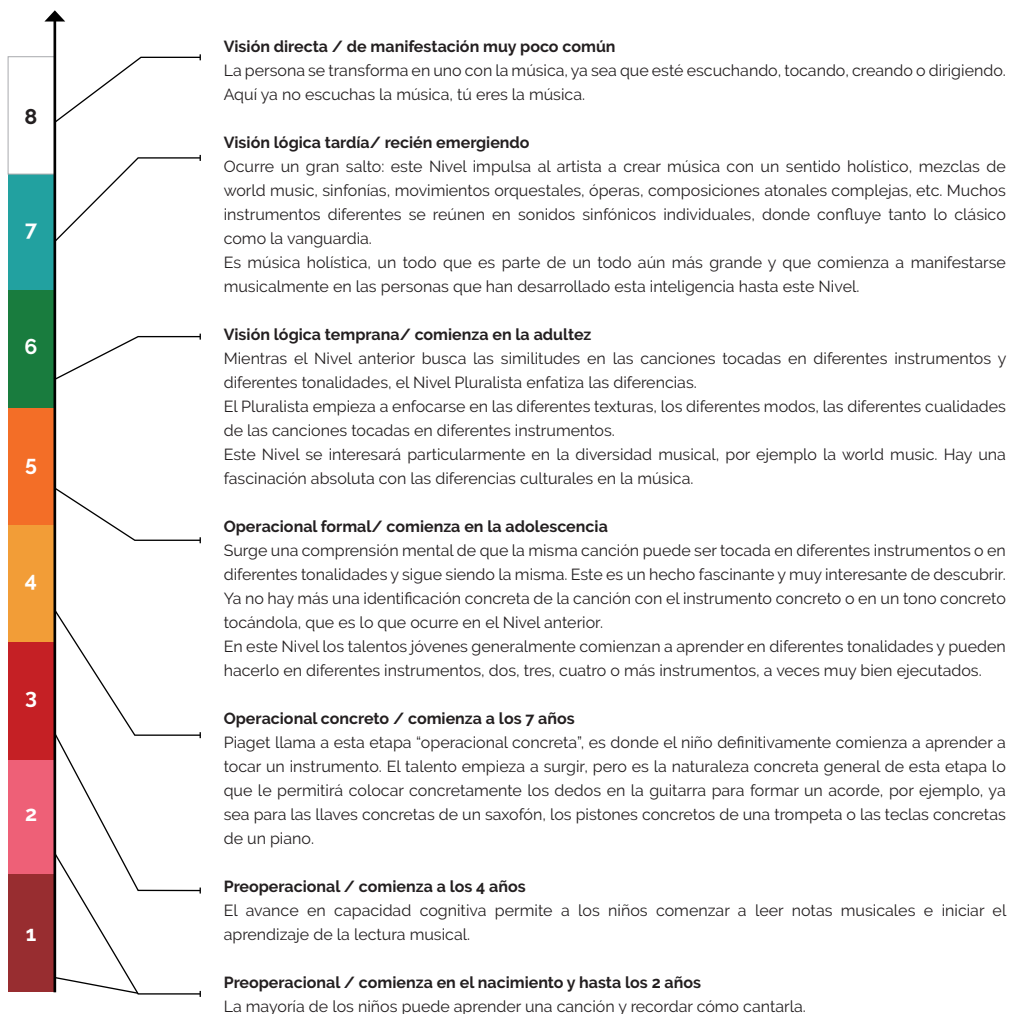 Visión directa / de manifestación muy poco común
La persona se transforma en uno con la música, ya sea que esté escuchando, tocando, creando o dirigiendo.
Aquí ya no escuchas la música, tú eres la música.
8
Visión lógica tardía/ recién emergiendo
Ocurre un gran salto: este Nivel impulsa al artista a crear música con un sentido holístico, mezclas de
world music, sinfonías, movimientos orquestales, óperas, composiciones atonales complejas, etc. Muchos
instrumentos diferentes se reúnen en sonidos sinfónicos individuales, donde confluye tanto lo clásico
como la vanguardia.
Es música holística, un todo que es parte de un todo aún más grande y que comienza a manifestarse
musicalmente en las personas que han desarrollado esta inteligencia hasta este Nivel.
7
Visión lógica temprana/ comienza en la adultez
Mientras el Nivel anterior busca las similitudes en las canciones tocadas en diferentes instrumentos y
diferentes tonalidades, el Nivel Pluralista enfatiza las diferencias.
El Pluralista empieza a enfocarse en las diferentes texturas, los diferentes modos, las diferentes cualidades
de las canciones tocadas en diferentes instrumentos.
Este Nivel se interesará particularmente en la diversidad musical, por ejemplo la world music. Hay una
fascinación absoluta con las diferencias culturales en la música.
6
Operacional formal/ comienza en la adolescencia
Surge una comprensión mental de que la misma canción puede ser tocada en diferentes instrumentos o en
diferentes tonalidades y sigue siendo la misma. Este es un hecho fascinante y muy interesante de descubrir.
Ya no hay más una identificación concreta de la canción con el instrumento concreto o en un tono concreto
tocándola, que es lo que ocurre en el Nivel anterior.
En este Nivel los talentos jóvenes generalmente comienzan a aprender en diferentes tonalidades y pueden
hacerlo en diferentes instrumentos, dos, tres, cuatro o más instrumentos, a veces muy bien ejecutados.
5
Operacional concreto / comienza a los 7 años
Piaget llama a esta etapa “operacional concreta”, es donde el niño definitivamente comienza a aprender a
tocar un instrumento. El talento empieza a surgir, pero es la naturaleza concreta general de esta etapa lo
que le permitirá colocar concretamente los dedos en la guitarra para formar un acorde, por ejemplo, ya
sea para las llaves concretas de un saxofón, los pistones concretos de una trompeta o las teclas concretas
de un piano.
4
Preoperacional / comienza a los 4 años
El avance en capacidad cognitiva permite a los niños comenzar a leer notas musicales e iniciar el
aprendizaje de la lectura musical.
3
Preoperacional / comienza en el nacimiento y hasta los 2 años
La mayoría de los niños puede aprender una canción y recordar cómo cantarla.
2
1